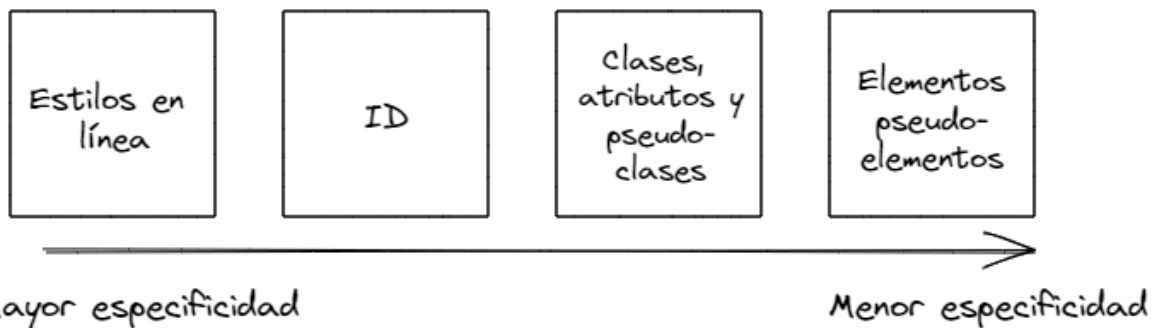 Estilos en
línea
ID
Clases,
atributos y
pseudo-
clases
Elementos
pseudo-
elementos
ayor especificidad
Menor especificidad